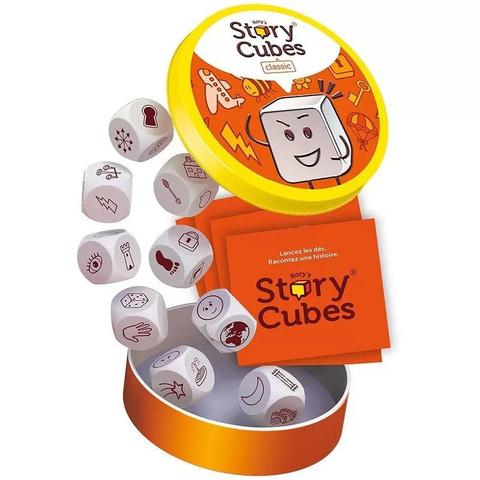 Rory's
Story
Cubes
classic
Lancez les dés.
Racontez une histoire.
Rory's
Story®
Cubes